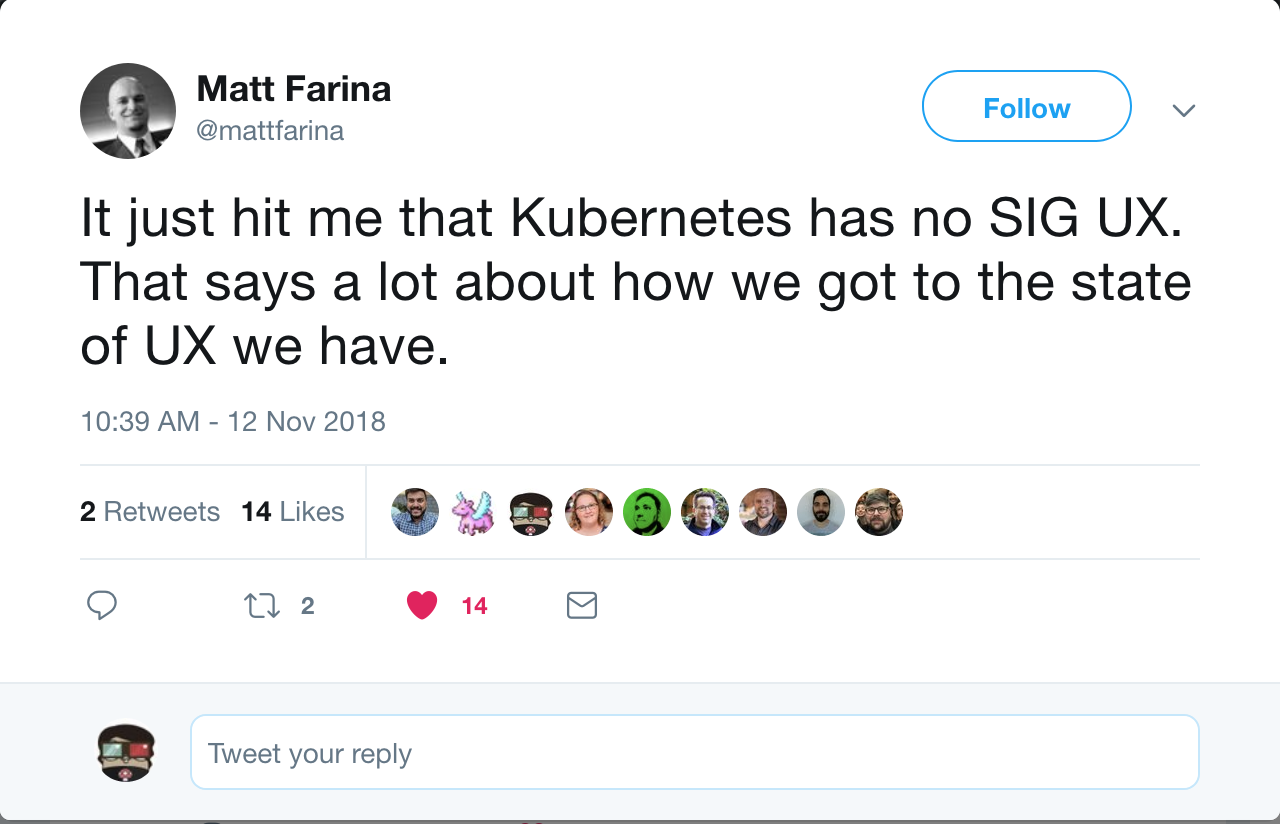 Matt Farina
@mattfarina
Follow
It just hit me that Kubernetes has no SIG UX.
That says a lot about how we got to the state
of UX we have.
10:39 AM - 12 Nov 2018
2 Retweets 14 Likes
2 14
Tweet your reply